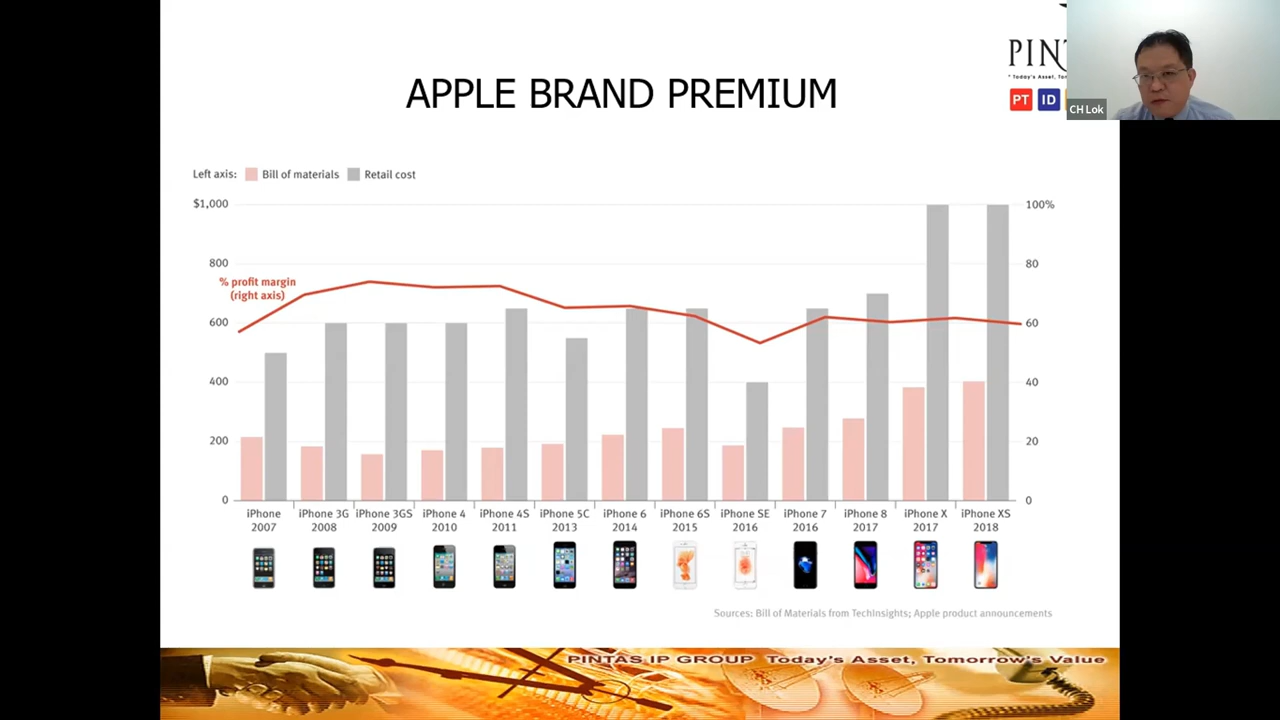 APPLE BRAND PREMIUM
PIN
" Today's Asset, Tom
PT ID
CH Lok
Left axis: Bill of materials Retail cost
$1,000 100%
800 80
% profit margin
(right axis)
600 60
400 40
200 20
0 0
iPhone iPhone 3G iPhone 3GS iPhone 4 iPhone 4S iPhone 5C iPhone 6 iPhone 6S iPhone SE iPhone 7 iPhone 8 iPhone X iPhone XS
2007 2008 2009 2010 2011 2013 2014 2015 2016 2016 2017 2017 2018
Sources: Bill of Materials from TechInsights; Apple product announcements
PINTAS IP GROUP Today's Asset, Tomorrow's Value